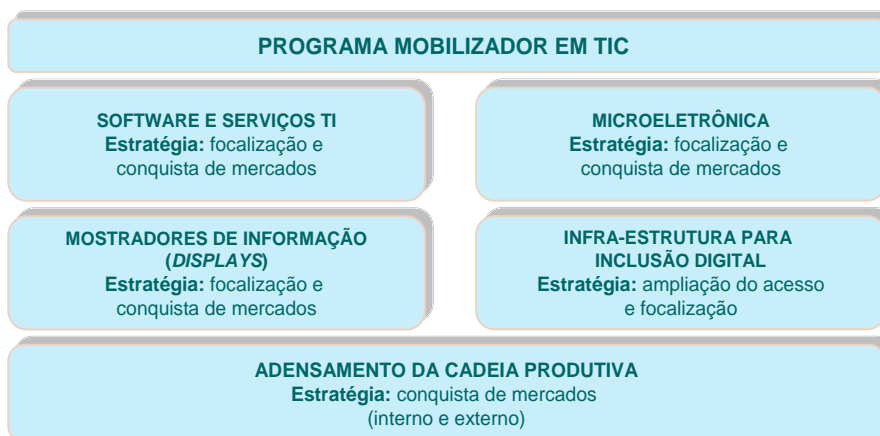 PROGRAMA MOBILIZADOR EM TIC
SOFTWARE E SERVIÇOS TI
Estratégia: focalização e
conquista de mercados
MICROELETRÔNICA
Estratégia: focalização e
conquista de mercados
MOSTRADORES DE INFORMAÇÃO
(DISPLAYS)
Estratégia: focalização e
conquista de mercados
INFRA-ESTRUTURA PARA
INCLUSÃO DIGITAL
Estratégia: ampliação do acesso
e focalização
ADENSAMENTO DA CADEIA PRODUTIVA
Estratégia: conquista de mercados
(interno e externo)